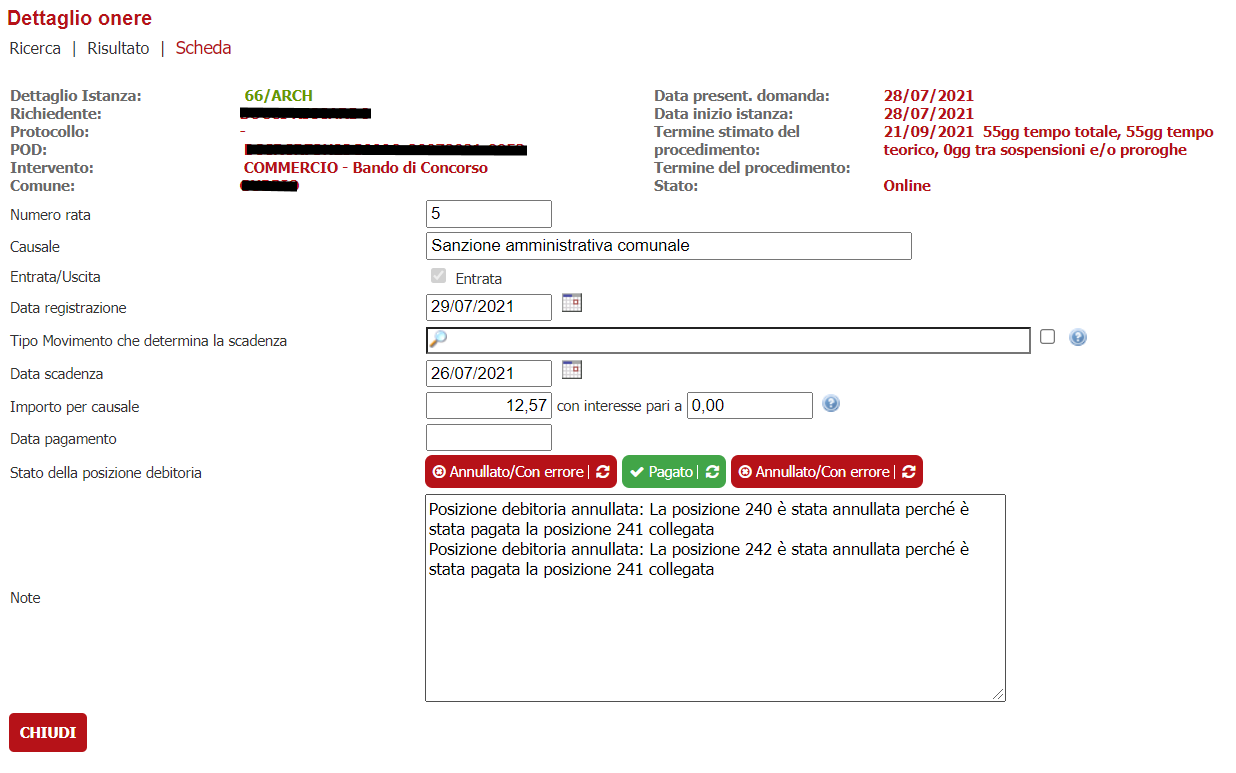 Dettaglio onere
Ricerca | Risultato | Scheda
Dettaglio Istanza: 66/ARCH
Richiedente:
Protocollo: -
POD:
Intervento: COMMERCIO - Bando di Concorso
Comune:
Data present. domanda: 28/07/2021
Data inizio istanza: 28/07/2021
Termine stimato del procedimento: 21/09/2021 55gg tempo totale, 55gg tempo
teorico, 0gg tra sospensioni e/o proroghe
Termine del procedimento:
Stato: Online
Numero rata 5
Causale Sanzione amministrativa comunale
Entrata/Uscita Entrata
Data registrazione 29/07/2021
Tipo Movimento che determina la scadenza
Data scadenza 26/07/2021
Importo per causale 12,57 con interesse pari a 0,00
Data pagamento
Stato della posizione debitoria Annullato/Con errore | Pagato | Annullato/Con errore |
Posizione debitoria annullata: La posizione 240 è stata annullata perché è
stata pagata la posizione 241 collegata
Posizione debitoria annullata: La posizione 242 è stata annullata perché è
stata pagata la posizione 241 collegata
Note
CHIUDI